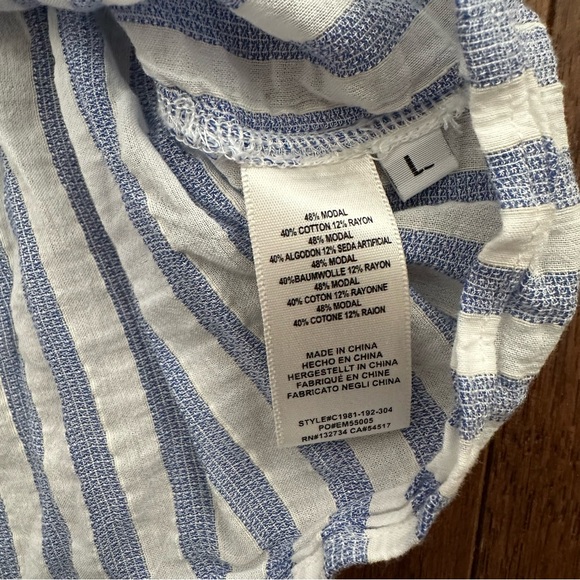 L
48% MODAL
40% COTTON 12% RAYON
48% MODAL
40% ALGODON 12% SEDA ARTIFICIAL
48% MODAL
40%BAUMWOLLE 12% RAYON
48% MODAL
40% COTON 12% RAYONNE
48% MODAL
40% COTONE 12% RAION
MADE IN CHINA
HECHO EN CHINA
HERGESTELLT IN CHINA
FABRIQUÉ EN CHINE
FABRICATO NEGLI CHINA
STYLE#C1981-192-304
PO#EM55005
RN#132734 CA#54517